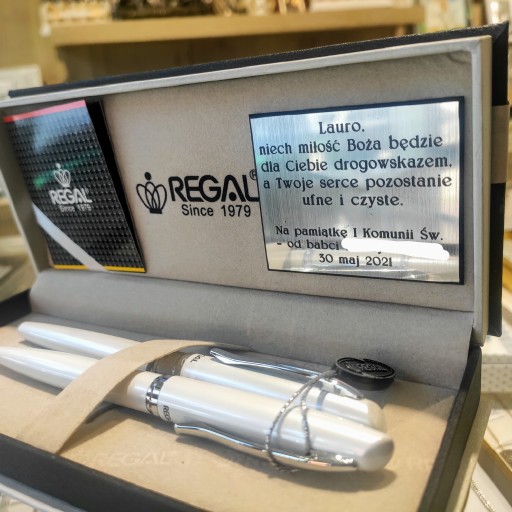 REGAL
Since 1979
REGAL®
Since 1979
Lauro,
niech miłość Boża będzie
dla Ciebie drogowskazem,
a Twoje serce pozostanie
ufne i czyste.
Na pamiątkę I Komunii Św.
- od babci
30 maj 2021
REGAL